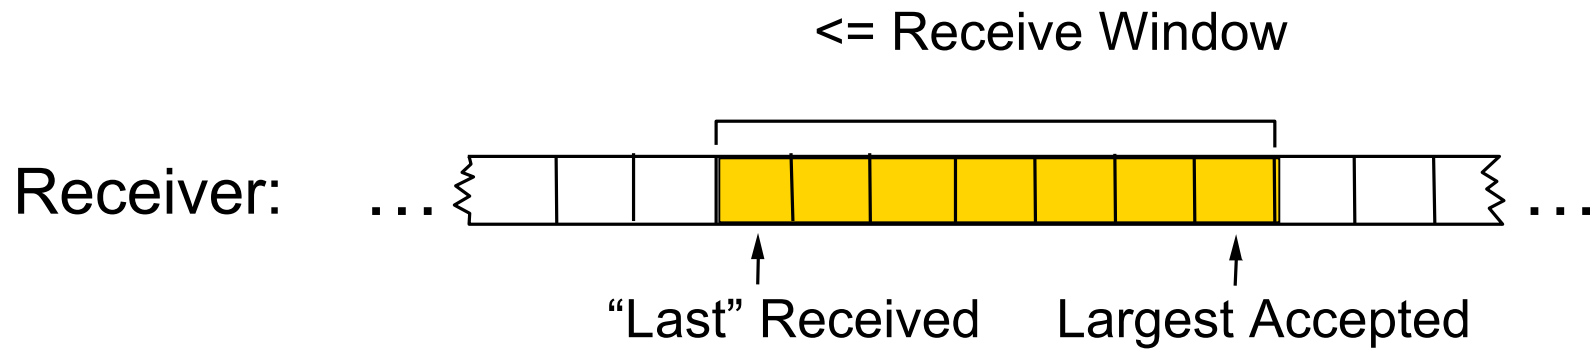 <= Receive Window
Receiver: ... ...
“Last” Received Largest Accepted